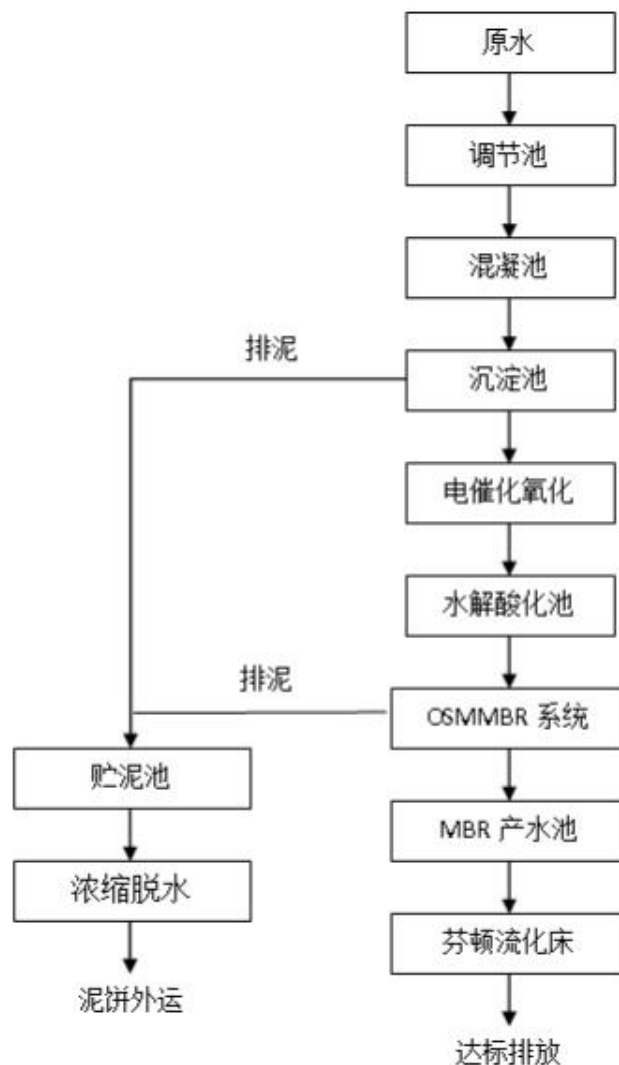 原水
调节池
混凝池
排泥
沉淀池
电催化氧化
水解酸化池
排泥
OSMMBR 系统
贮泥池
MBR 产水池
浓缩脱水
芬顿流化床
泥饼外运
达标排放